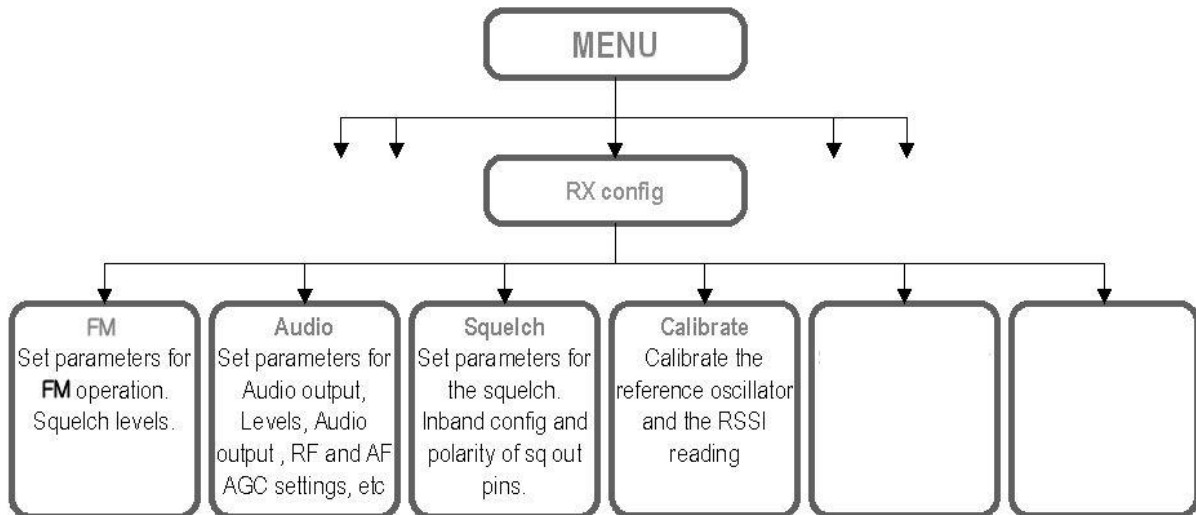 MENU
RX config
FM
Set parameters for
FM operation.
Squelch levels.
Audio
Set parameters for
Audio output,
Levels, Audio
output , RF and AF
AGC settings, etc
Squelch
Set parameters for
the squelch.
Inband config and
polarity of sq out
pins.
Calibrate
Calibrate the
reference oscillator
and the RSSI
reading